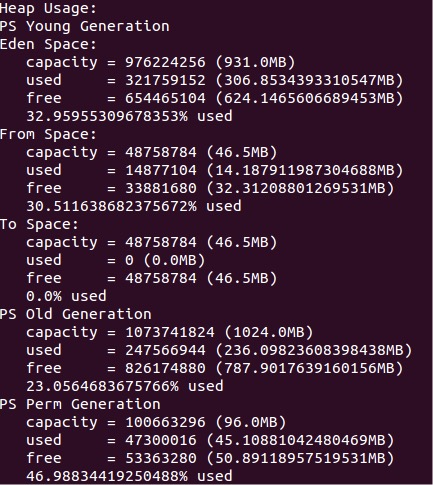 Heap Usage:
PS Young Generation
Eden Space:
   capacity = 976224256 (931.0MB)
   used     = 321759152 (306.8534393310547MB)
   free     = 654465104 (624.1465606689453MB)
   32.95955309678353% used
From Space:
   capacity = 48758784 (46.5MB)
   used     = 14877104 (14.187911987304688MB)
   free     = 33881680 (32.31208801269531MB)
   30.511638682375672% used
To Space:
   capacity = 48758784 (46.5MB)
   used     = 0 (0.0MB)
   free     = 48758784 (46.5MB)
   0.0% used
PS Old Generation
   capacity = 1073741824 (1024.0MB)
   used     = 247566944 (236.09823608398438MB)
   free     = 826174880 (787.9017639160156MB)
   23.0564683675766% used
PS Perm Generation
   capacity = 100663296 (96.0MB)
   used     = 47300016 (45.10881042480469MB)
   free     = 53363280 (50.89118957519531MB)
   46.98834419250488% used